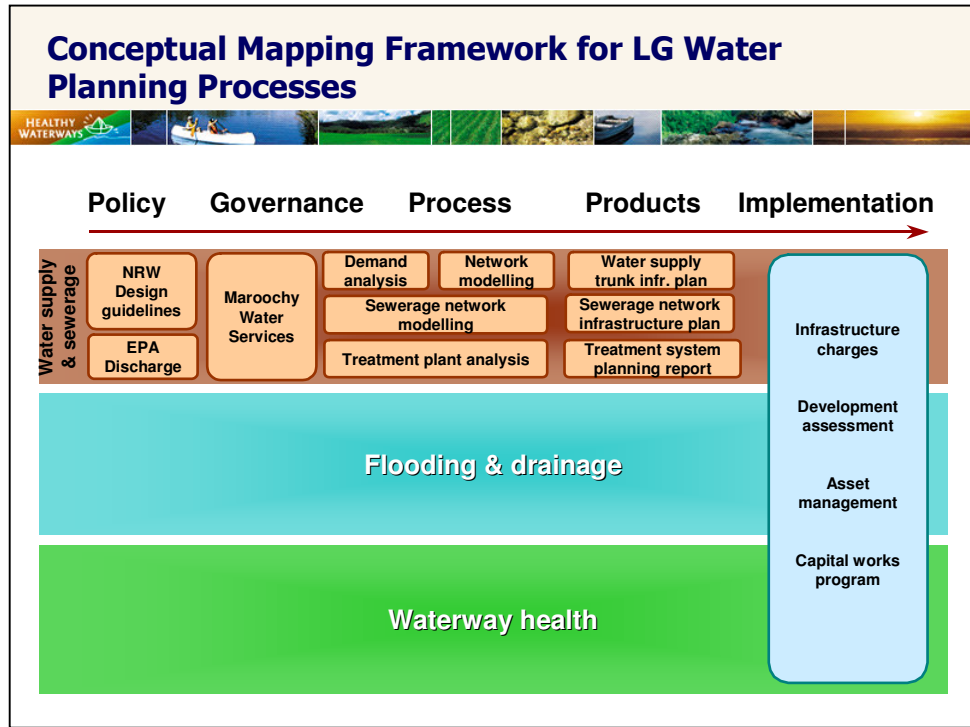 Conceptual Mapping Framework for LG Water
Planning Processes
HEALTHY
WATERWAYS
Policy Governance Process Products Implementation
Water supply
& sewerage
NRW
Design
guidelines
EPA
Discharge
Maroochy
Water
Services
Demand
analysis
Network
modelling
Sewerage network
modelling
Treatment plant analysis
Water supply
trunk infr. plan
Sewerage network
infrastructure plan
Treatment system
planning report
Infrastructure
charges
Development
assessment
Asset
management
Capital works
program
Flooding & drainage
Waterway health